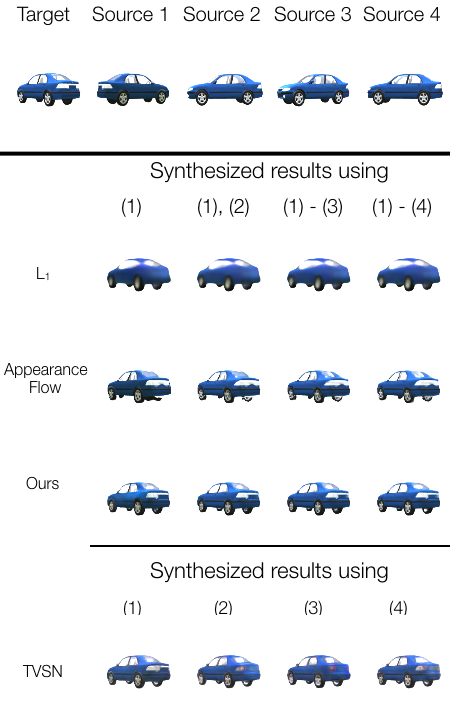 Target Source 1 Source 2 Source 3 Source 4
Synthesized results using
(1) (1), (2) (1) - (3) (1) - (4)
L₁
Appearance
Flow
Ours
Synthesized results using
(1) (2) (3) (4)
TVSN